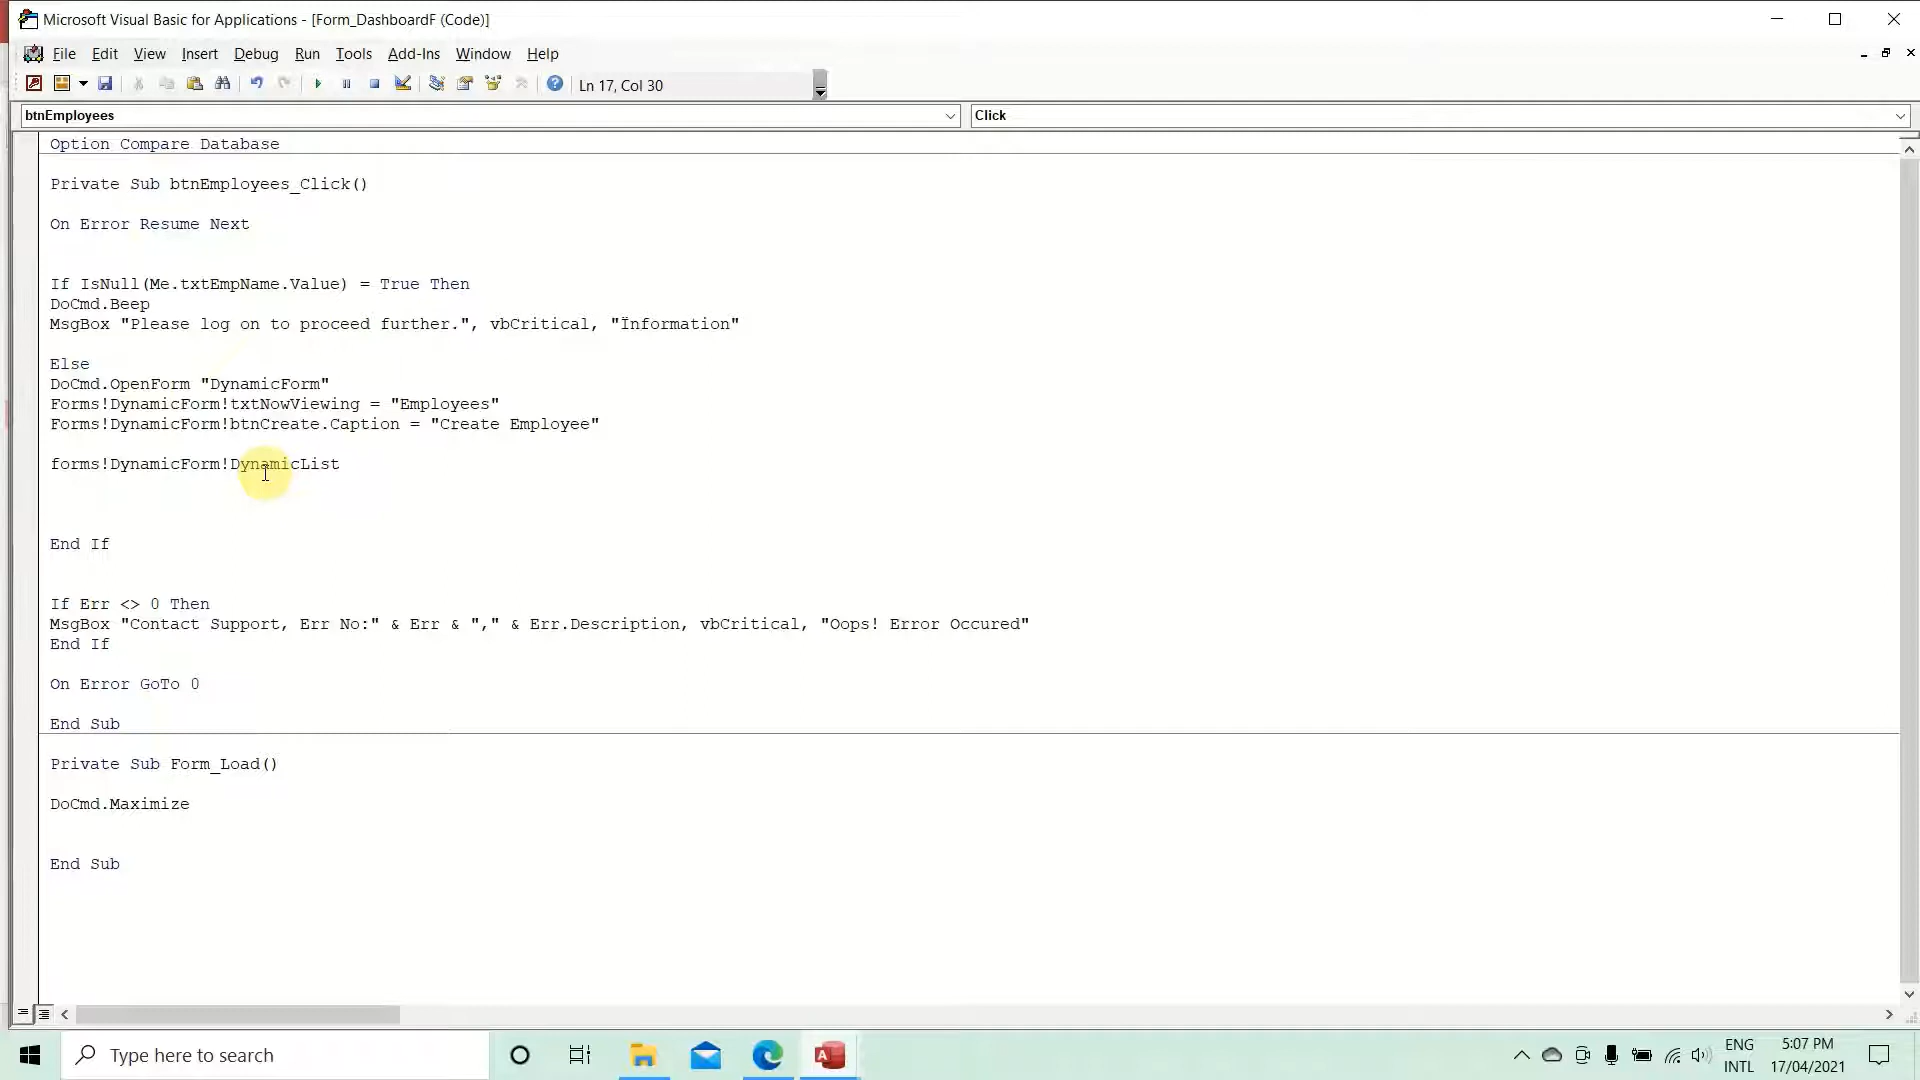 Microsoft Visual Basic for Applications - [Form_DashboardF (Code)]
File Edit View Insert Debug Run Tools Add-Ins Window Help
Ln 17, Col 30
btnEmployees
Click
Option Compare Database
Private Sub btnEmployees_Click()
On Error Resume Next
If IsNull(Me.txtEmpName.Value) = True Then
DoCmd.Beep
MsgBox "Please log on to proceed further.", vbCritical, "Information"
Else
DoCmd.OpenForm "DynamicForm"
Forms!DynamicForm!txtNowViewing = "Employees"
Forms!DynamicForm!btnCreate.Caption = "Create Employee"
forms!DynamicForm!DynamicList
End If
If Err <> 0 Then
MsgBox "Contact Support, Err No:" & Err & "," & Err.Description, vbCritical, "Oops! Error Occured"
End If
On Error GoTo 0
End Sub
Private Sub Form_Load()
DoCmd.Maximize
End Sub
Type here to search
ENG
INTL
5:07 PM
17/04/2021